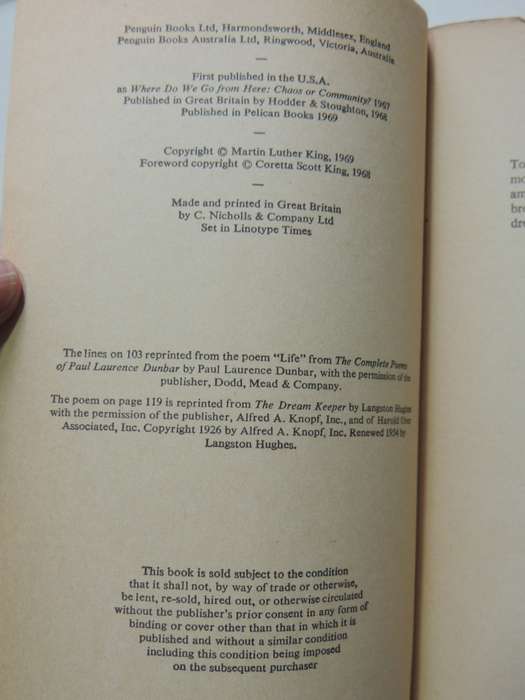 Penguin Books Ltd, Harmondsworth, Middlesex, England
Penguin Books Australia Ltd, Ringwood, Victoria, Australia
—
First published in the U.S.A.
as Where Do We Go from Here: Chaos or Community? 1967
Published in Great Britain by Hodder & Stoughton, 1968
Published in Pelican Books 1969
—
Copyright © Martin Luther King, 1969
Foreword copyright © Coretta Scott King, 1968
—
Made and printed in Great Britain
by C. Nicholls & Company Ltd
Set in Linotype Times
The lines on 103 reprinted from the poem "Life" from The Complete Poems
of Paul Laurence Dunbar by Paul Laurence Dunbar, with the permission of the
publisher, Dodd, Mead & Company.
The poem on page 119 is reprinted from The Dream Keeper by Langston Hughes
with the permission of the publisher, Alfred A. Knopf, Inc., and of Harold Ober
Associated, Inc. Copyright 1926 by Alfred A. Knopf, Inc. Renewed 1954 by
Langston Hughes.
This book is sold subject to the condition
that it shall not, by way of trade or otherwise,
be lent, re-sold, hired out, or otherwise circulated
without the publisher's prior consent in any form of
binding or cover other than that in which it is
published and without a similar condition
including this condition being imposed
on the subsequent purchaser
To